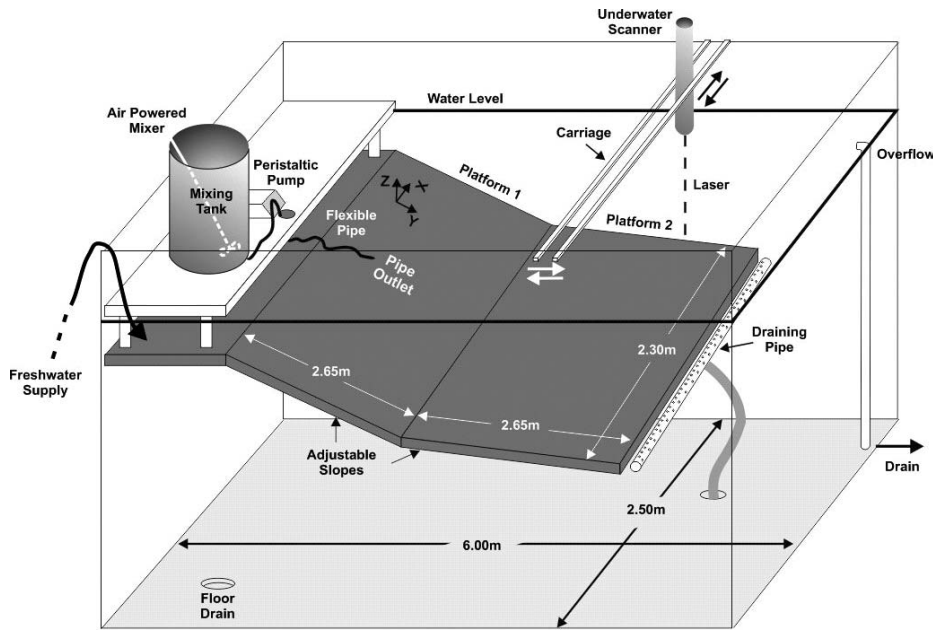 Underwater
Scanner
Water Level
Air Powered
Mixer
Carriage
Overflow
Peristaltic
Pump
Platform 1
Mixing
Tank
Z
X
Y
Laser
Flexible
Pipe
Platform 2
Pipe
Outlet
Freshwater
Supply
2.30m
Draining
Pipe
2.65m
2.65m
Adjustable
Slopes
Drain
2.50m
6.00m
Floor
Drain